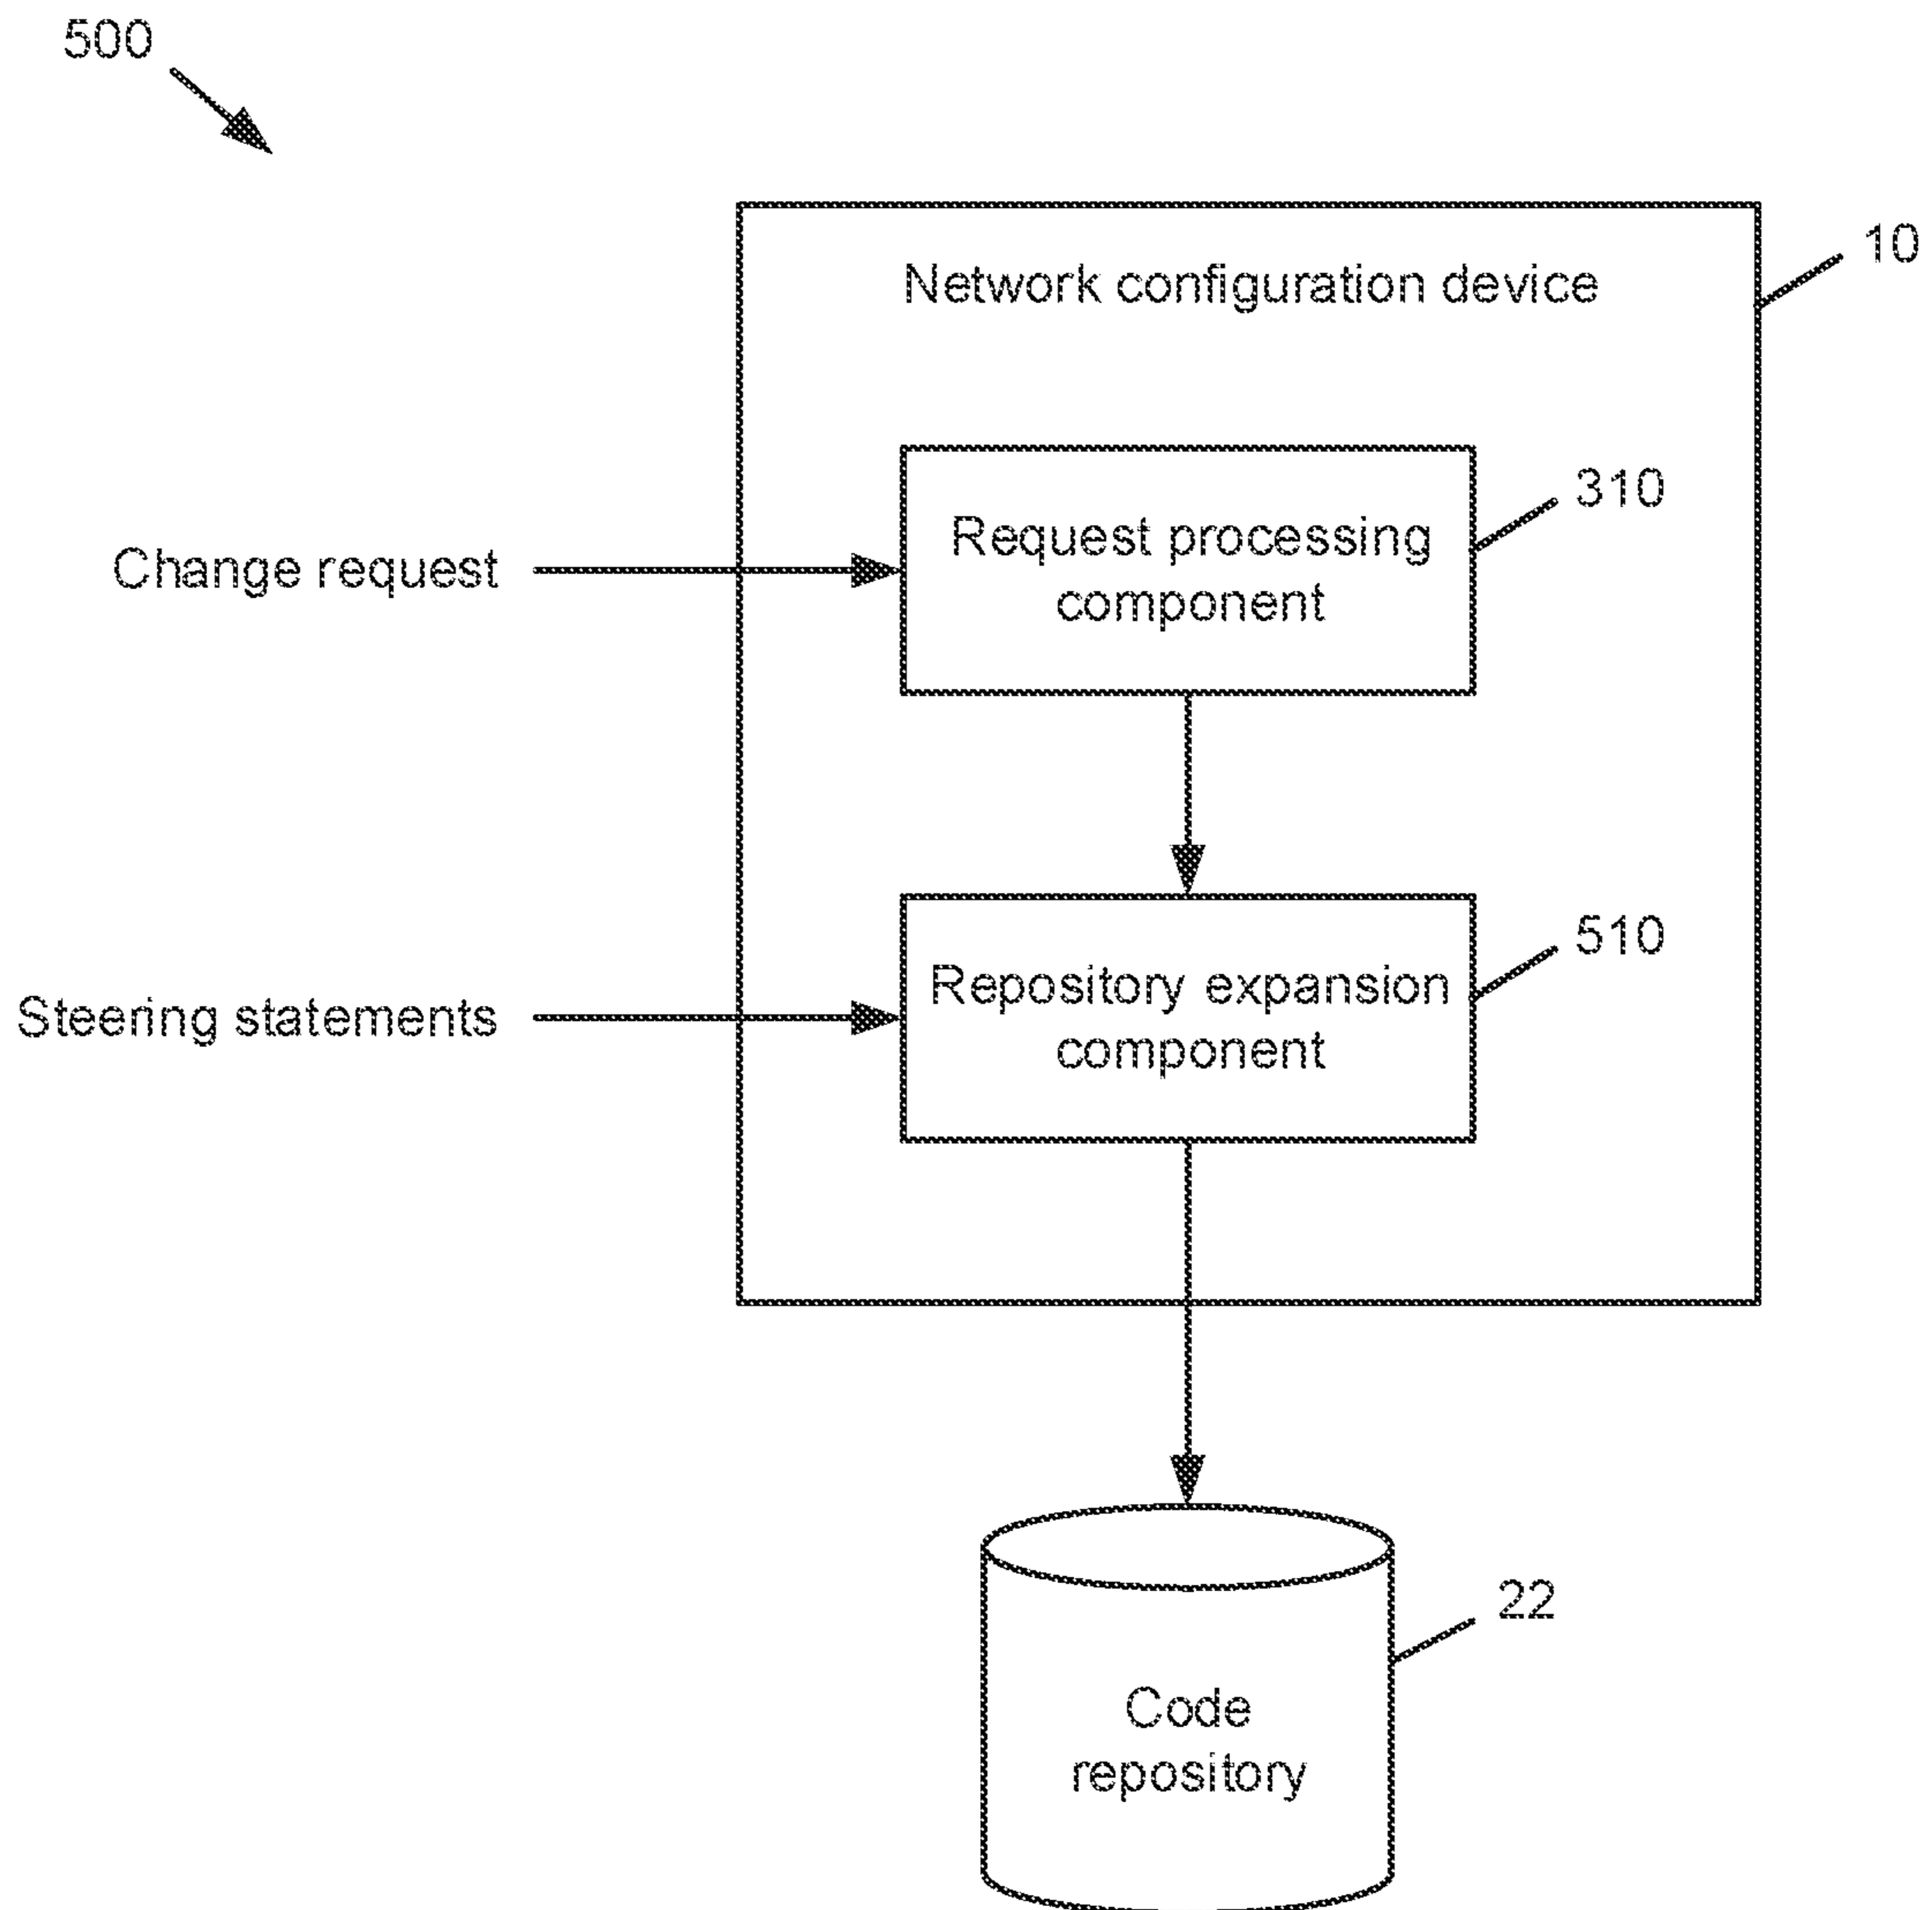 500
10
Network configuration device
310
Request processing
component
Change request
510
Repository expansion
component
Steering statements
22
Code
repository